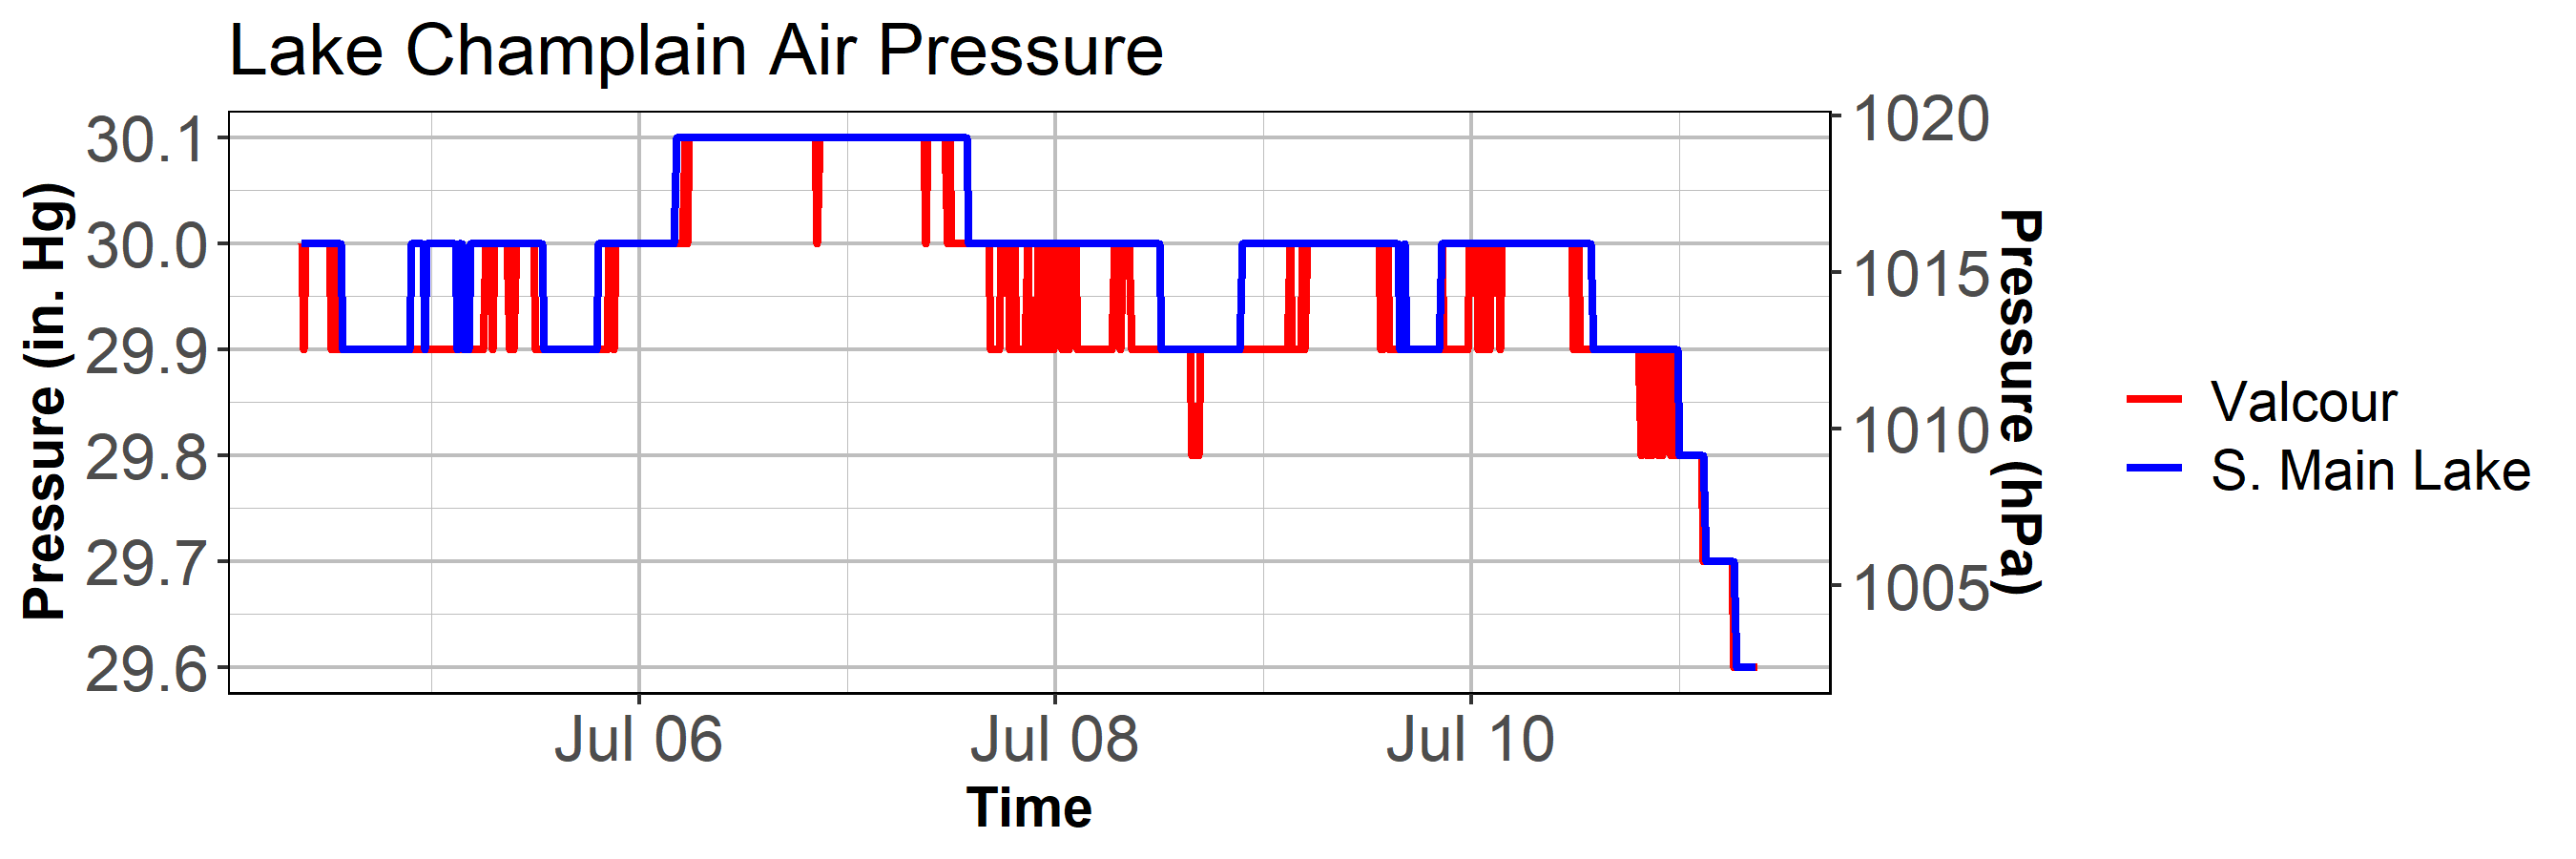 Lake Champlain Air Pressure
Pressure (in. Hg)
30.1
30.0
29.9
29.8
29.7
29.6
1020
1015
1010
1005
Pressure (hPa)
Jul 06
Jul 08
Jul 10
Time
Valcour
S. Main Lake